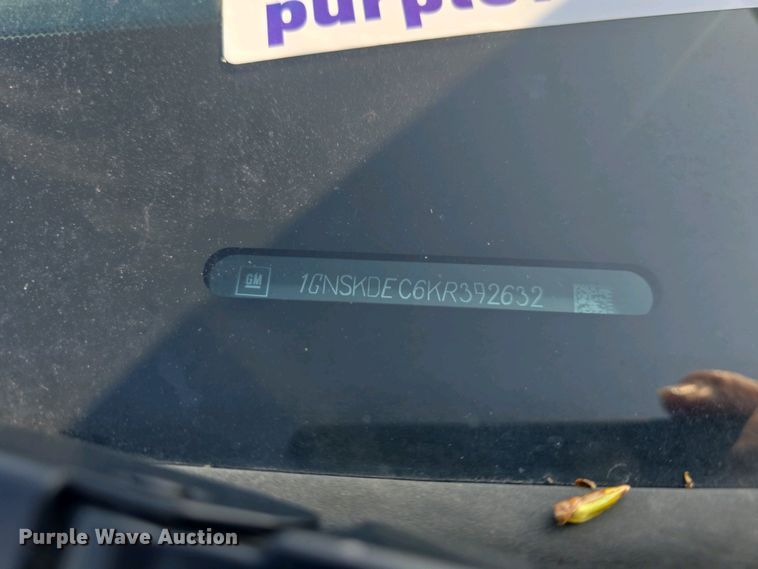 purple
GM 1GNSKDEC6KR392632
Purple Wave Auction